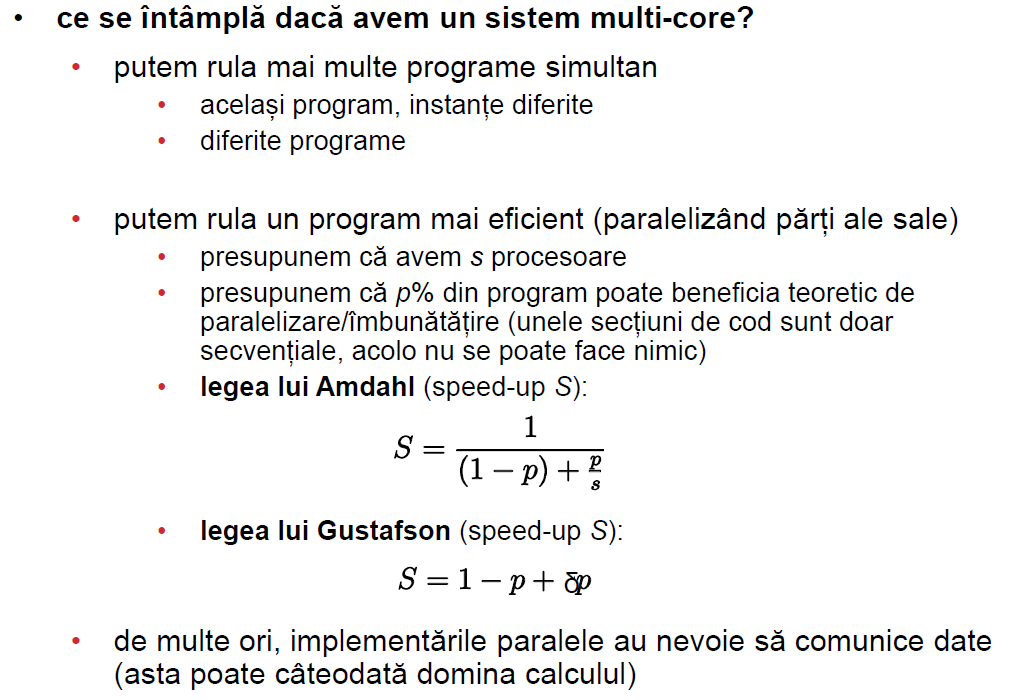 • ce se întâmplă dacă avem un sistem multi-core?
• putem rula mai multe programe simultan
• același program, instanțe diferite
• diferite programe
• putem rula un program mai eficient (paralelizând părți ale sale)
• presupunem că avem s procesoare
• presupunem că p% din program poate beneficia teoretic de
paralelizare/îmbunătățire (unele secțiuni de cod sunt doar
secvențiale, acolo nu se poate face nimic)
• legea lui Amdahl (speed-up S):
S = 1 / ((1 − p) + p/s)
• legea lui Gustafson (speed-up S):
S = 1 − p + δp
• de multe ori, implementările paralele au nevoie să comunice date
(asta poate câteodată domina calculul)